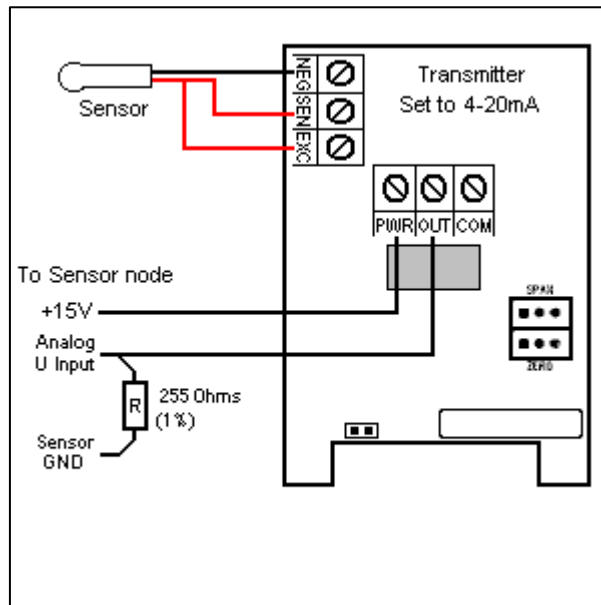 NEG
SEN
EXC
Transmitter
Set to 4-20mA
Sensor
PWR OUT COM
To Sensor node
+15V
SPAN
ZERO
Analog
U Input
R
255 Ohms
(1%)
Sensor
GND